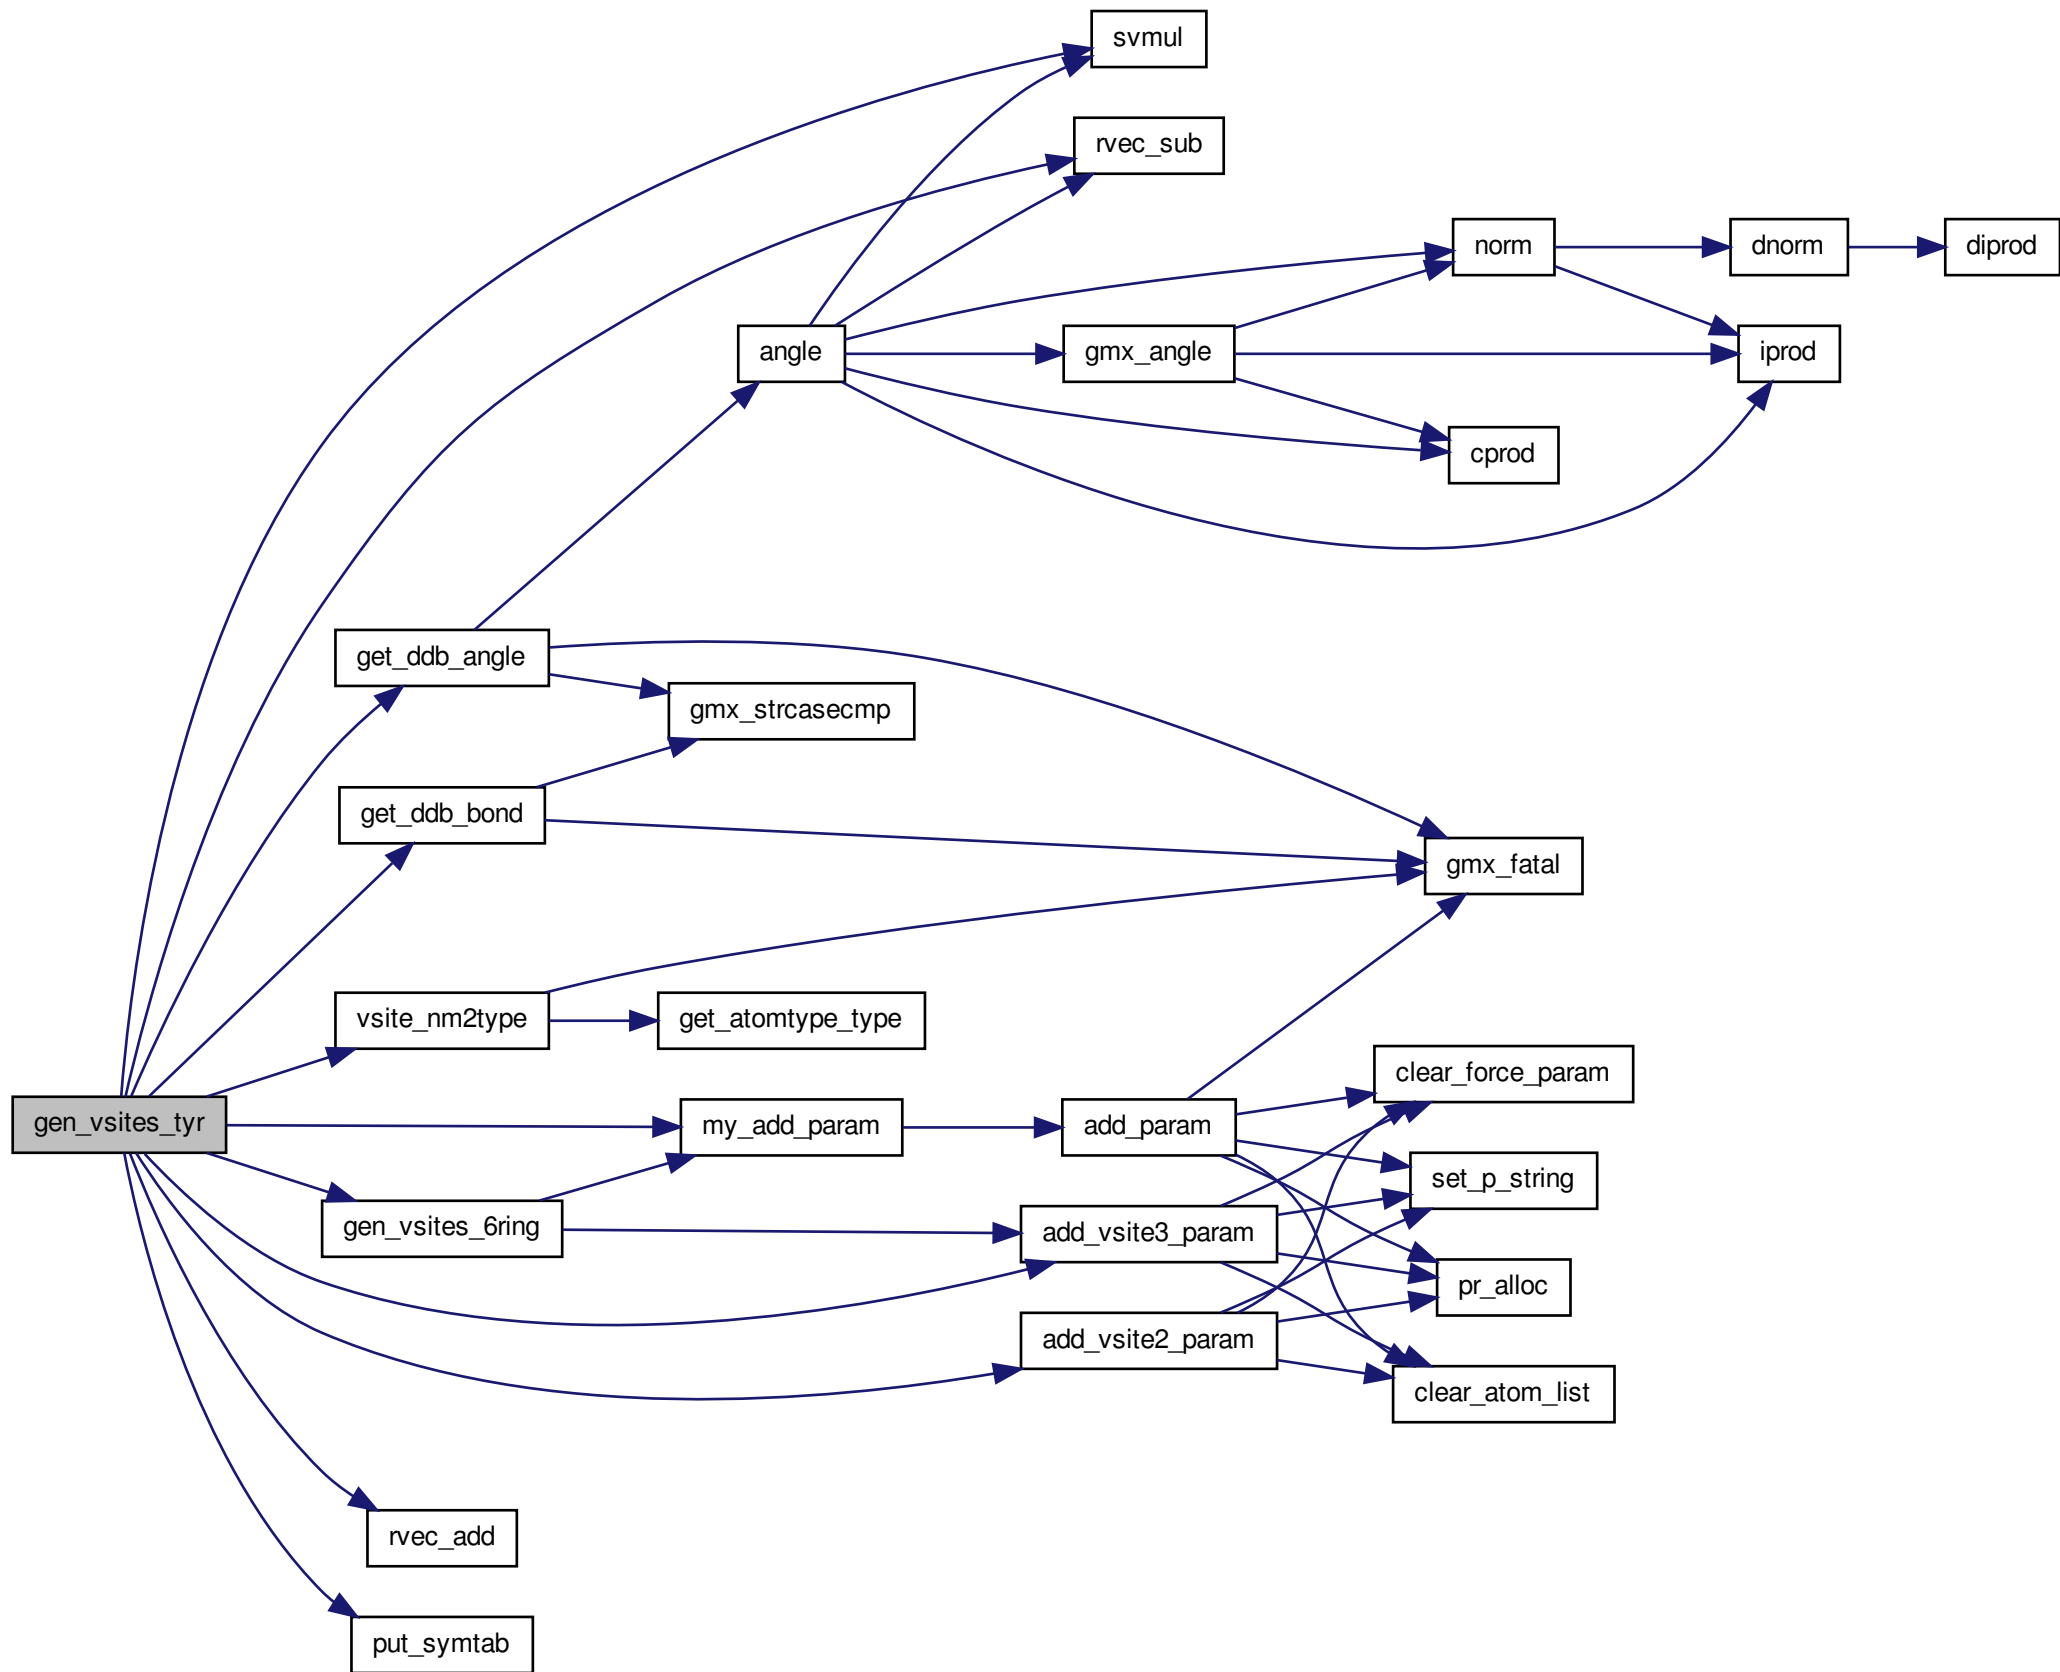 svmul
rvec_sub
norm
dnorm
diprod
angle
gmx_angle
iprod
cprod
get_ddb_angle
gmx_strcasecmp
get_ddb_bond
gmx_fatal
vsite_nm2type
get_atomtype_type
clear_force_param
gen_vsites_tyr
my_add_param
add_param
set_p_string
gen_vsites_6ring
add_vsite3_param
pr_alloc
add_vsite2_param
clear_atom_list
rvec_add
put_symtab